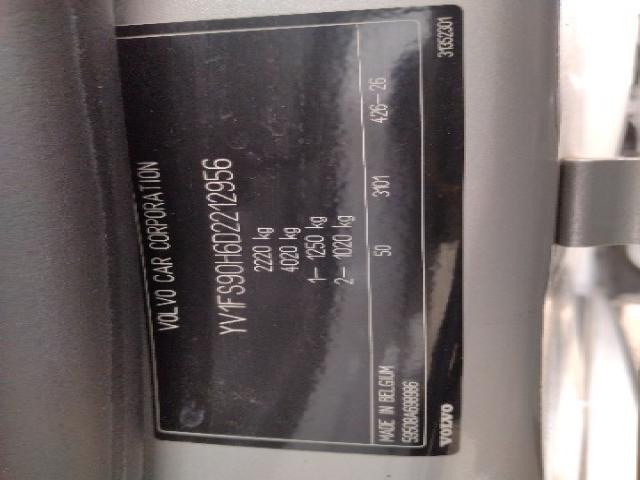 VOLVO CAR CORPORATION
YV1FS90H6D2212956
2220 kg
4020 kg
1– 1250 kg
2– 1020 kg
50 3101 426–26
MADE IN BELGIUM
VOLVO 31352301